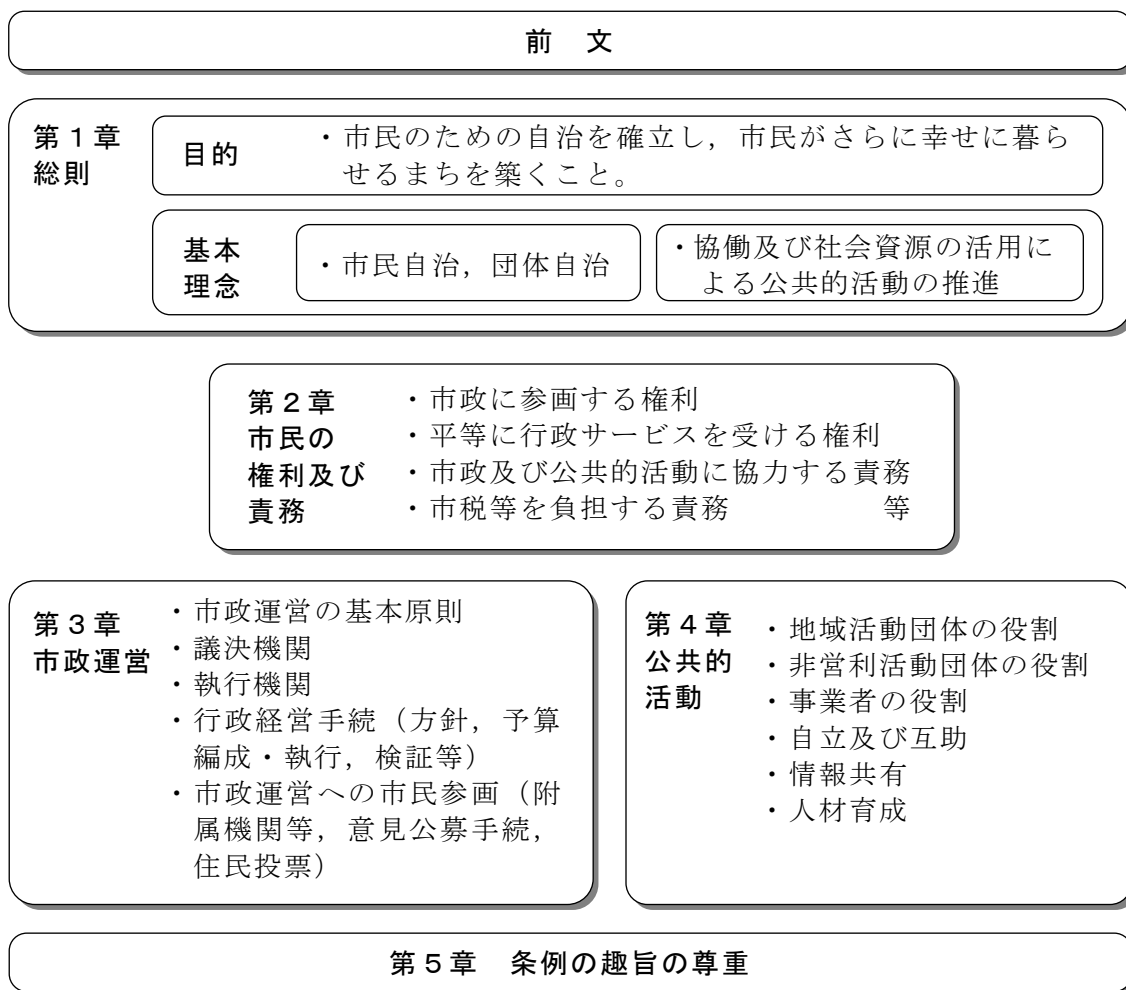 前　文
第１章
総則
目的
・市民のための自治を確立し，市民がさらに幸せに暮ら
せるまちを築くこと。
基本
理念
・市民自治，団体自治
・協働及び社会資源の活用に
よる公共的活動の推進
第２章
市民の
権利及び
責務
・市政に参画する権利
・平等に行政サービスを受ける権利
・市政及び公共的活動に協力する責務
・市税等を負担する責務　　　　　等
第３章
市政運営
・市政運営の基本原則
・議決機関
・執行機関
・行政経営手続（方針，予算
編成・執行，検証等）
・市政運営への市民参画（附
属機関等，意見公募手続，
住民投票）
第４章
公共的
活動
・地域活動団体の役割
・非営利活動団体の役割
・事業者の役割
・自立及び互助
・情報共有
・人材育成
第５章　条例の趣旨の尊重